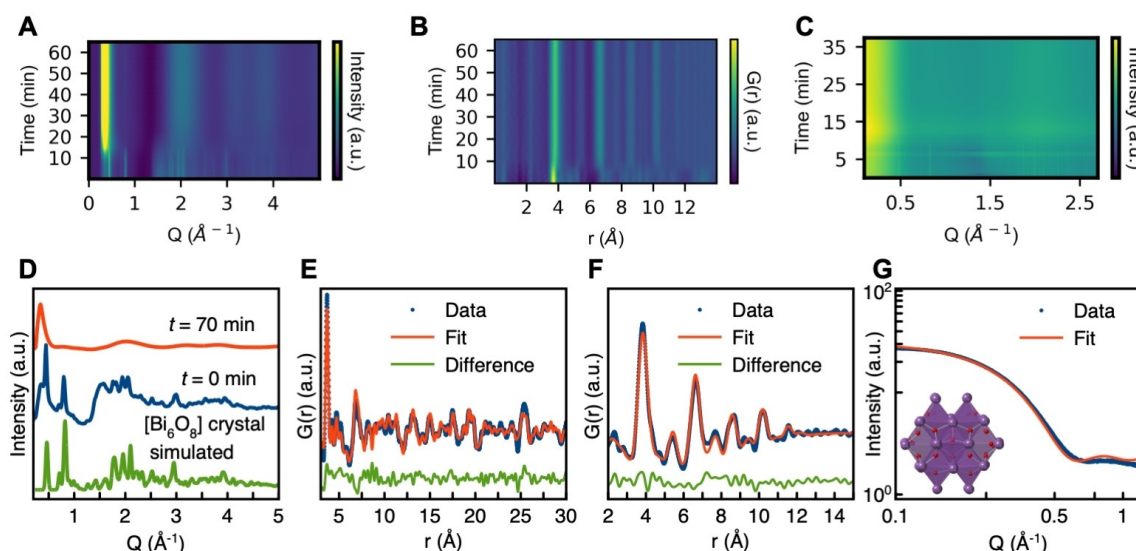 A
B
C
Time (min)
60
50
40
30
20
10
0
1
2
3
4
Q (Å⁻¹)
Intensity (a.u.)
Time (min)
60
50
40
30
20
10
2
4
6
8
10
12
r (Å)
G(r) (a.u.)
Time (min)
35
25
15
5
0.5
1.5
2.5
Q (Å⁻¹)
Intensity (a.u.)
D
E
F
G
Intensity (a.u.)
t = 70 min
t = 0 min
[Bi₆O₈] crystal
simulated
1
2
3
4
5
Q (Å⁻¹)
G(r) (a.u.)
Data
Fit
Difference
5
10
15
20
25
30
r (Å)
G(r) (a.u.)
Data
Fit
Difference
2
4
6
8
10
12
14
r (Å)
Intensity (a.u.)
10²
10⁰
Data
Fit
0.1
0.5
1
Q (Å⁻¹)